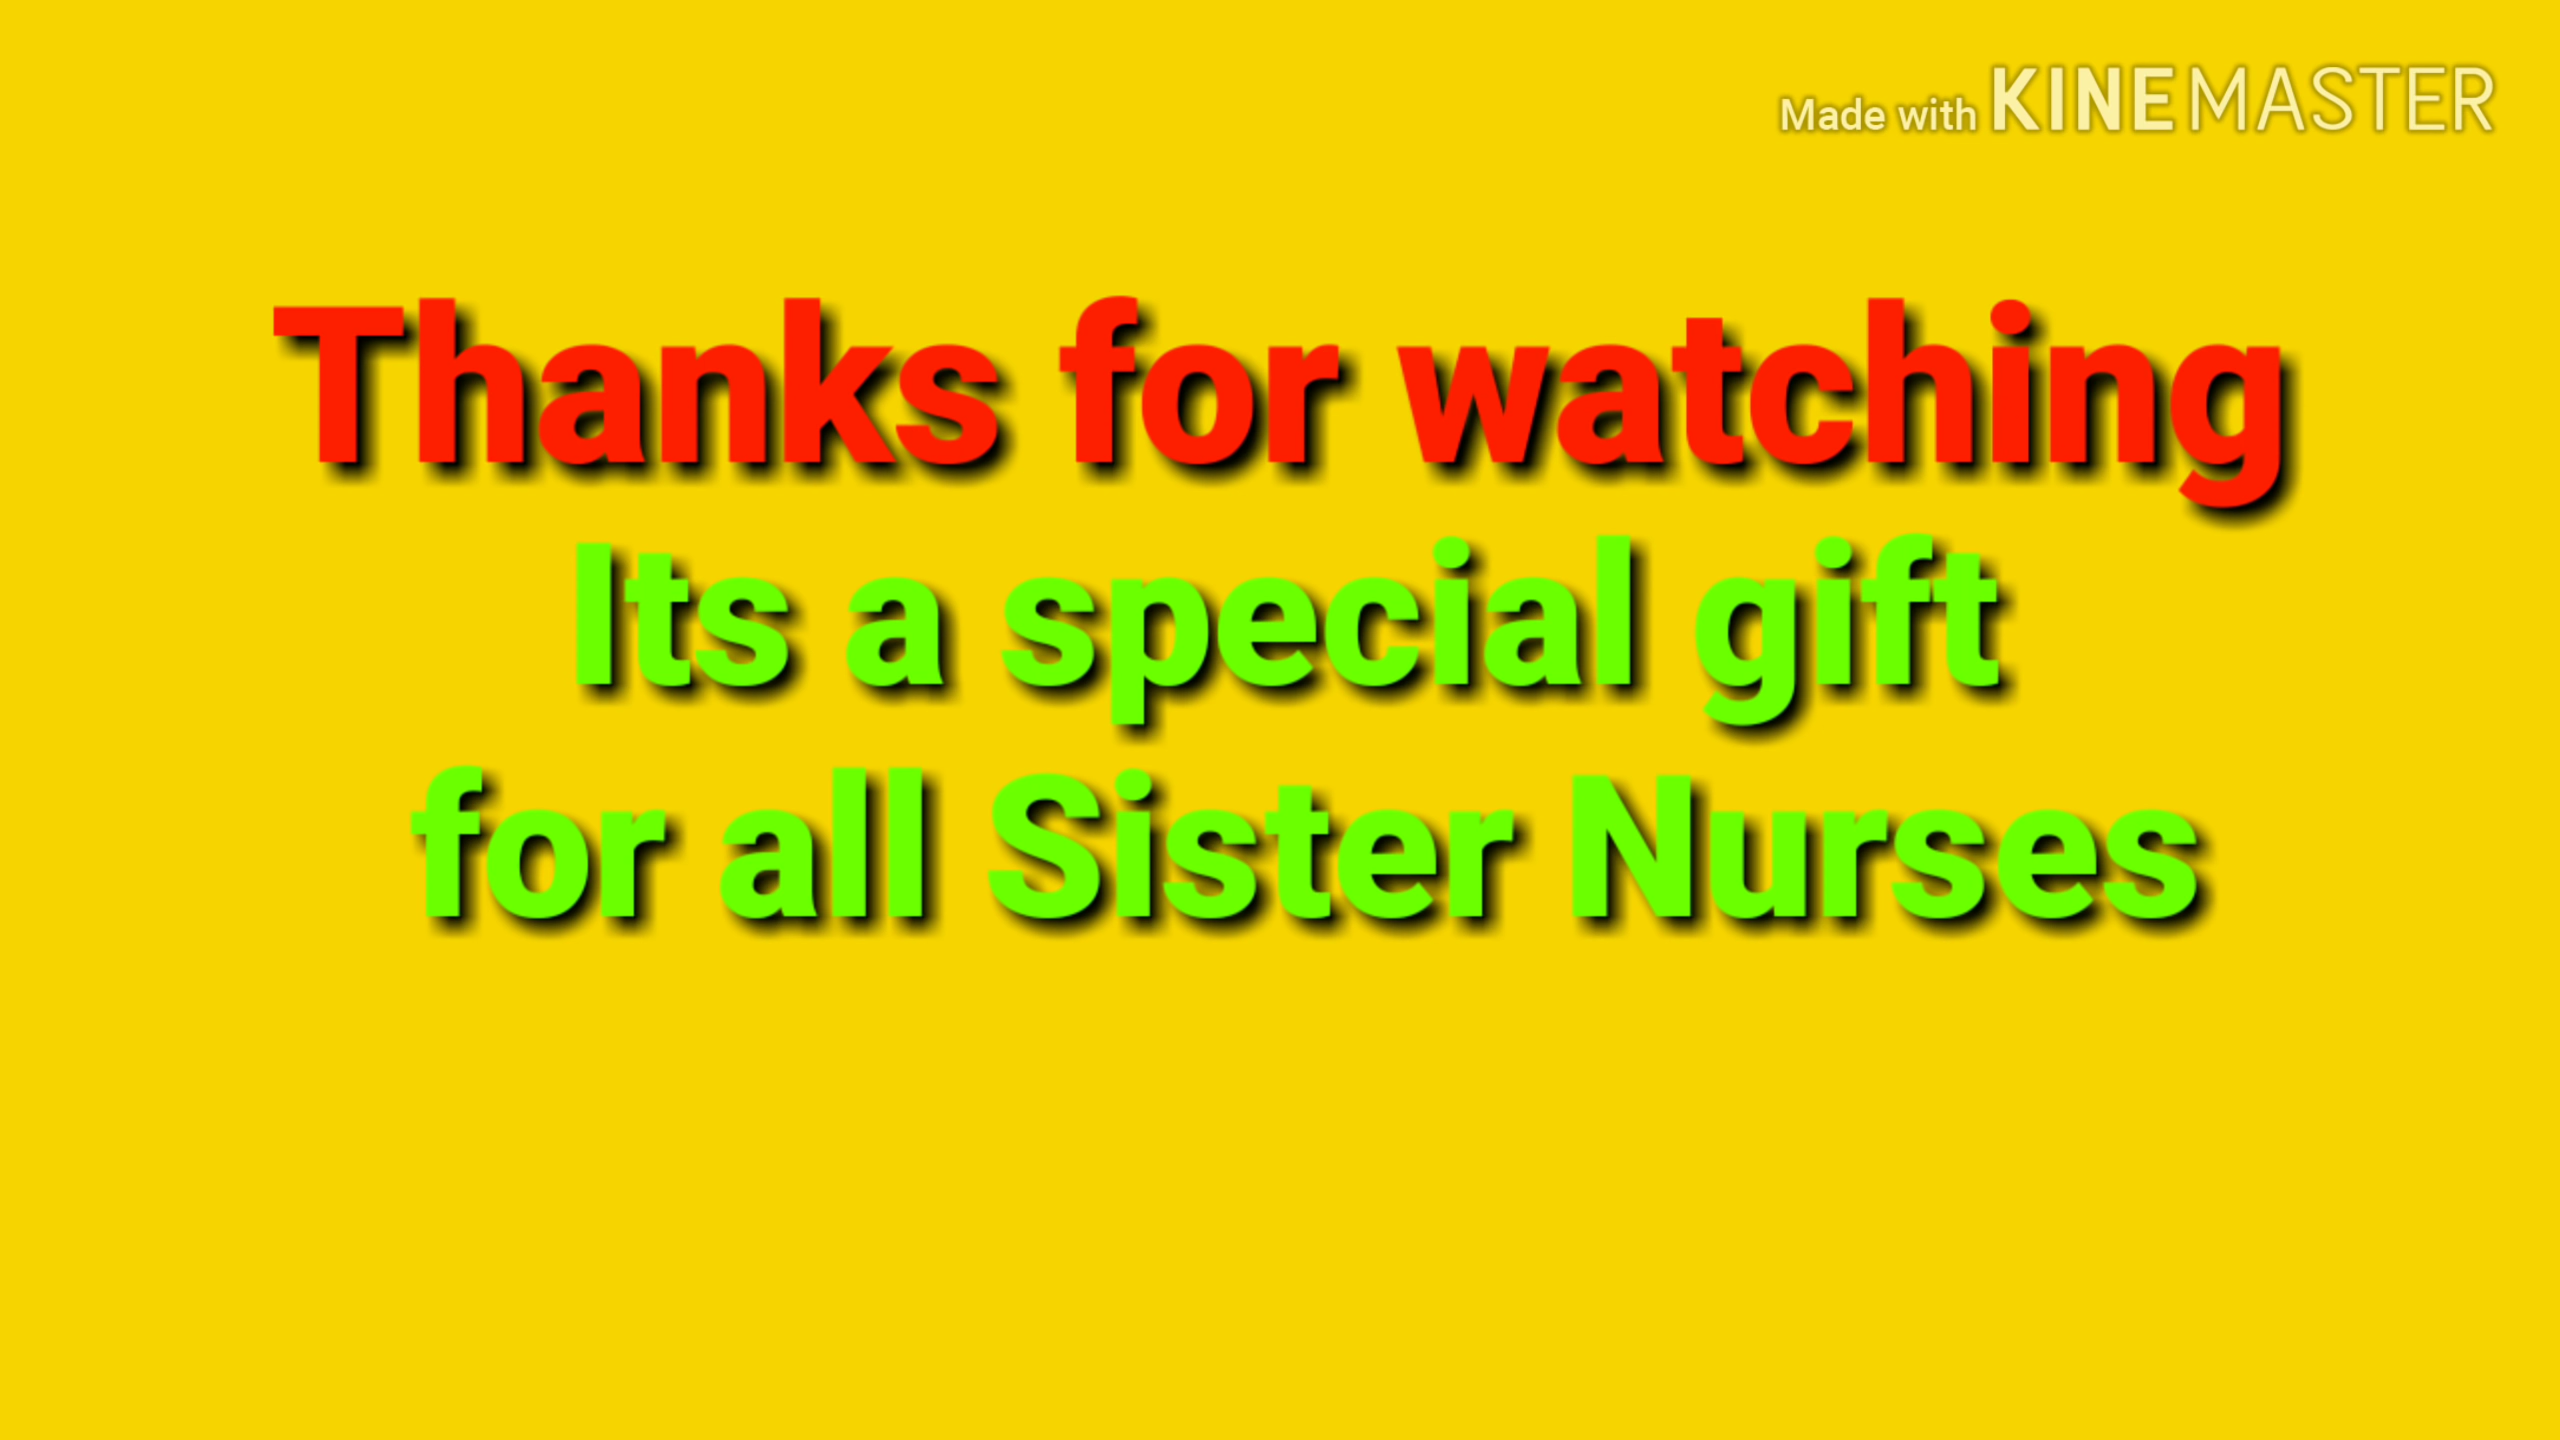 Made with KINEMASTER
Thanks for watching
Its a special gift
for all Sister Nurses